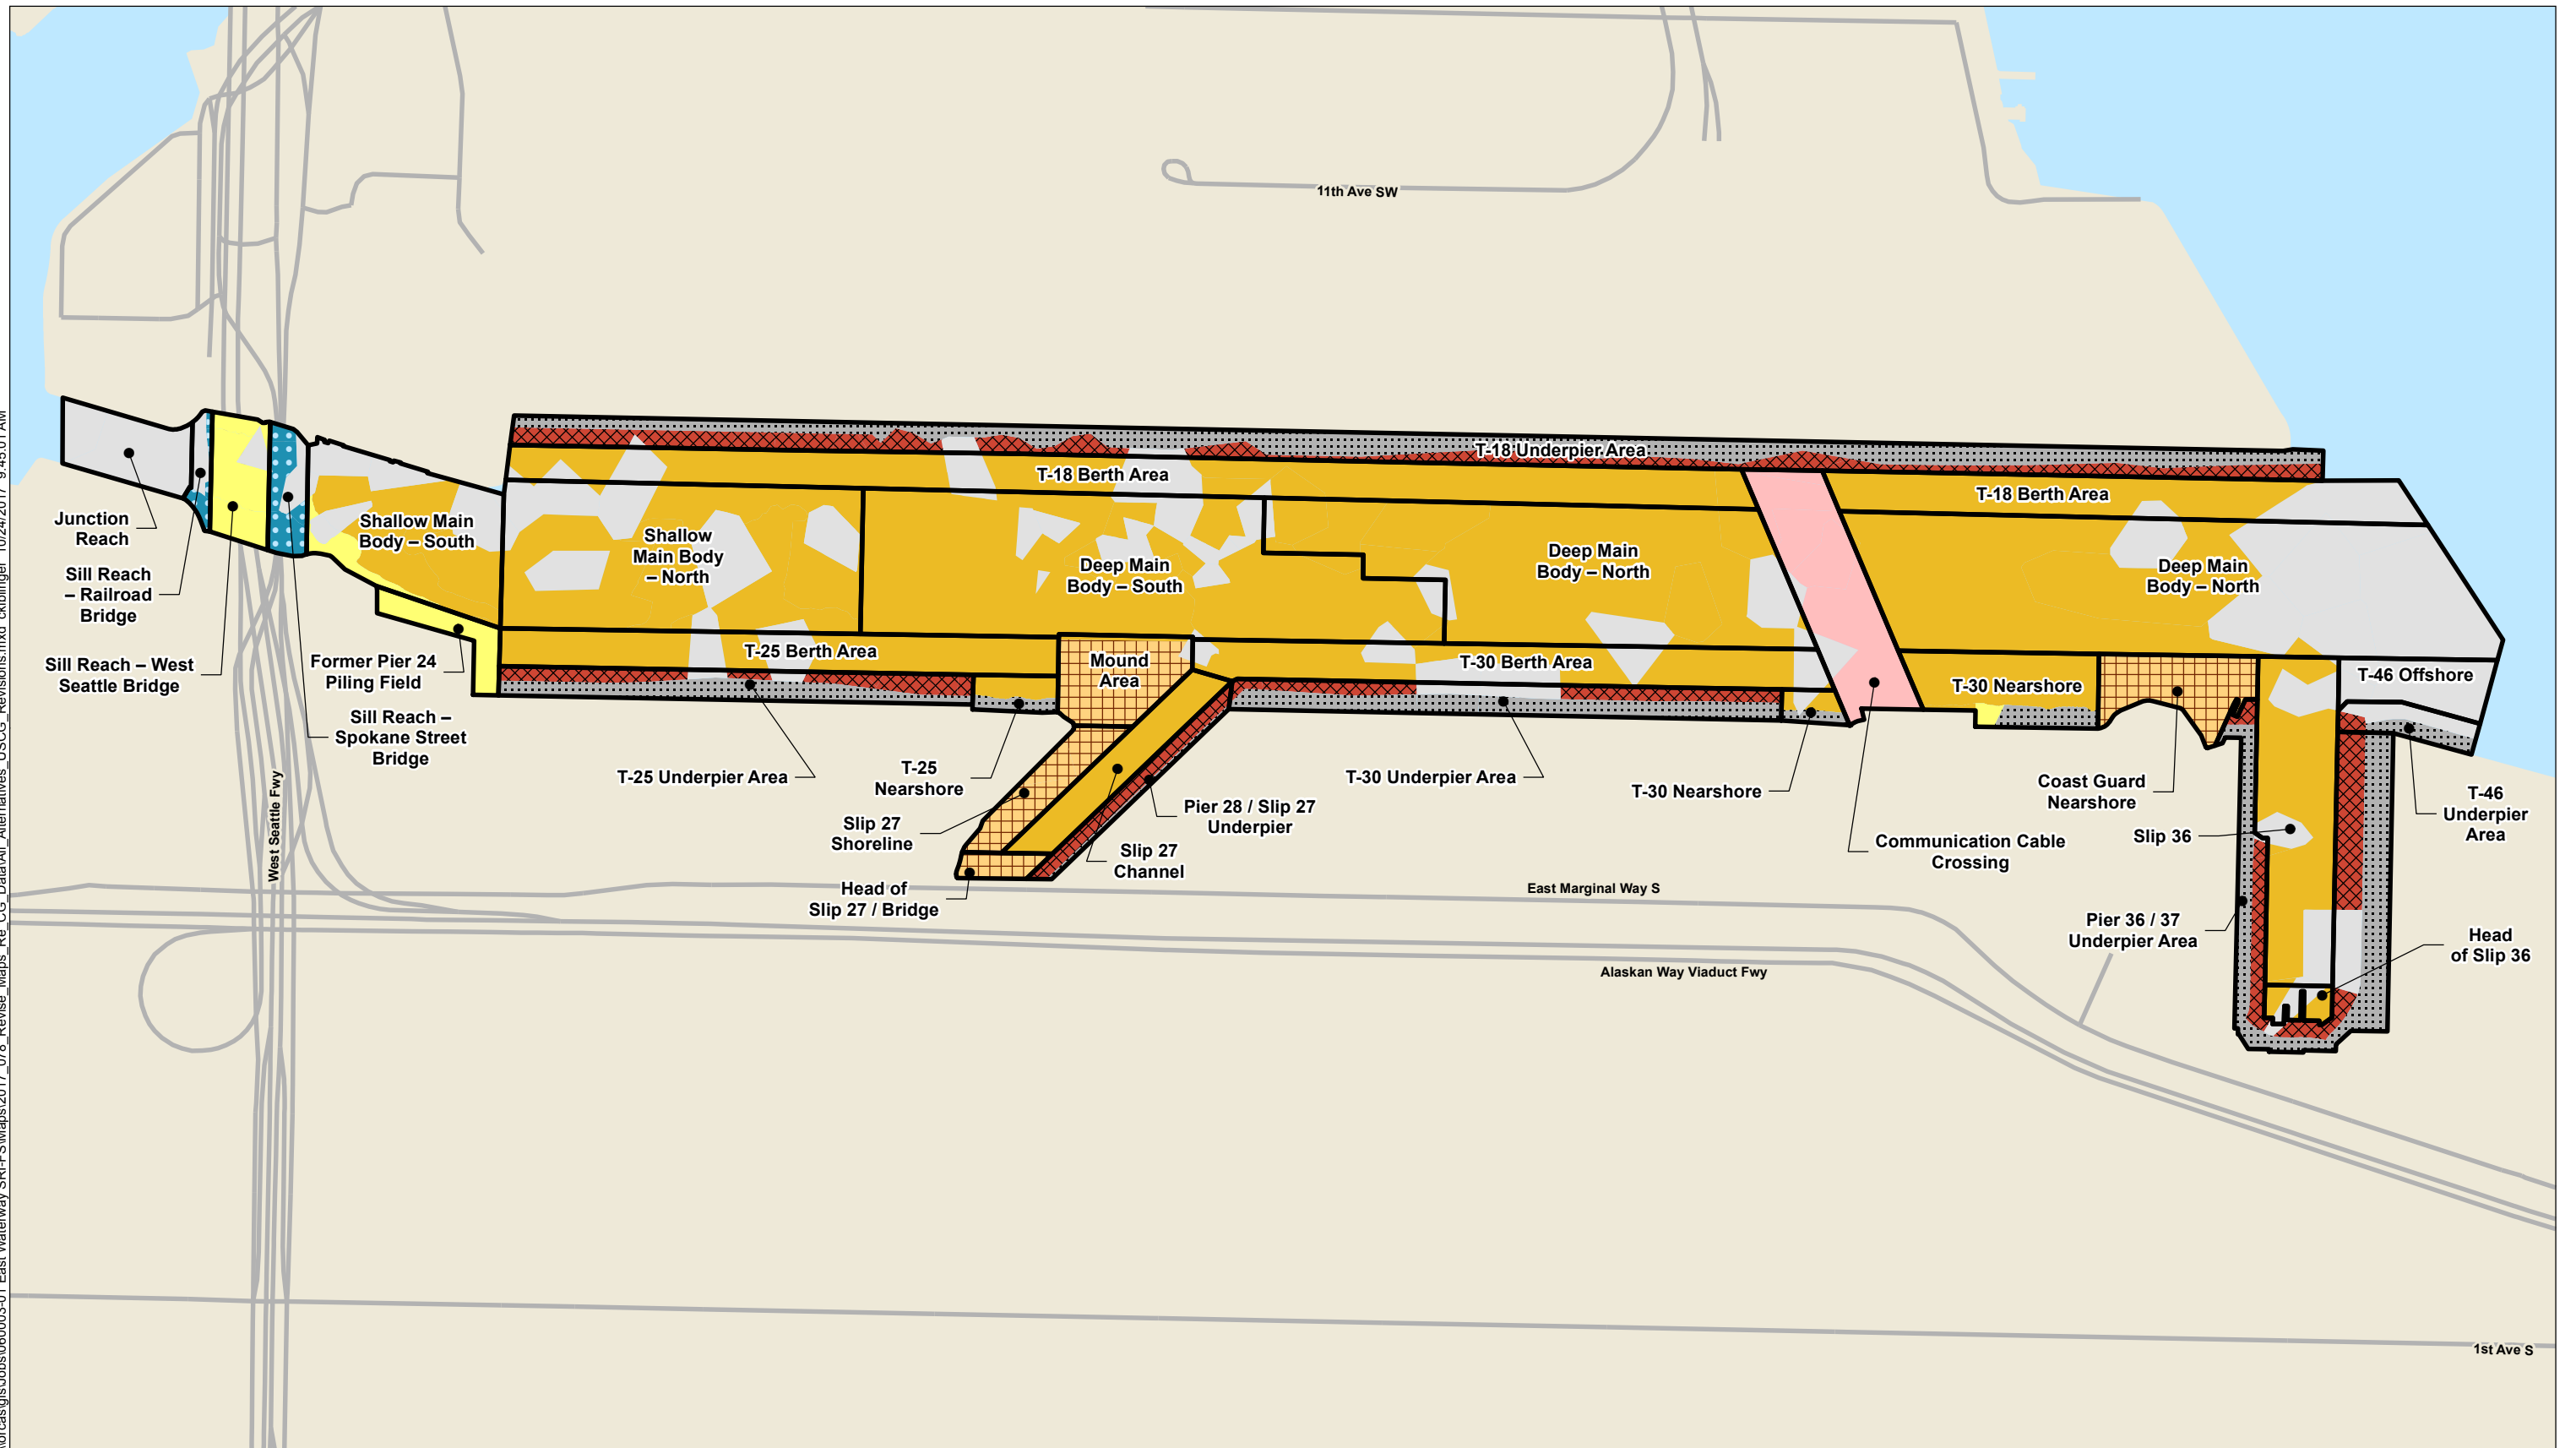 11th Ave SW
T-18 Underpier Area
T-18 Berth Area
T-18 Berth Area
Junction
Reach
Shallow Main
Body – South
Shallow
Main Body
– North
Deep Main
Body – South
Deep Main
Body – North
Deep Main
Body – North
Sill Reach
– Railroad
Bridge
Sill Reach – West
Seattle Bridge
Former Pier 24
Piling Field
Sill Reach –
Spokane Street
Bridge
T-25 Berth Area
Mound
Area
T-30 Berth Area
T-30 Nearshore
T-46 Offshore
T-25 Underpier Area
T-25
Nearshore
Slip 27
Shoreline
Pier 28 / Slip 27
Underpier
Slip 27
Channel
Head of
Slip 27 / Bridge
T-30 Underpier Area
T-30 Nearshore
Communication Cable
Crossing
Coast Guard
Nearshore
Slip 36
T-46
Underpier
Area
Pier 36 / 37
Underpier Area
Head
of Slip 36
West Seattle Fwy
East Marginal Way S
Alaskan Way Viaduct Fwy
1st Ave S